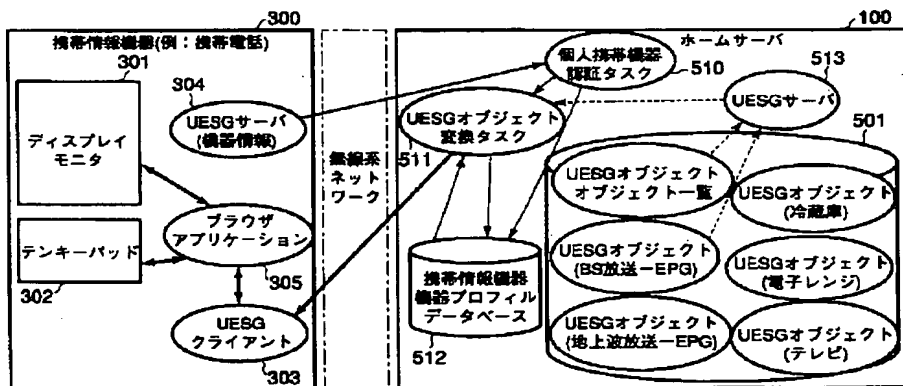 300
携帯情報機器(例：携帯電話)
301
ディスプレイ
モニタ
304
UESGサーバ
(機器情報)
ブラウザ
アプリケーション
305
テンキーパッド
302
UESG
クライアント
303
無線系
ネット
ワーク
100
ホームサーバ
個人携帯機器
認証タスク
510
513
UESGサーバ
UESGオブジェクト
変換タスク
511
501
UESGオブジェクト
オブジェクト一覧
UESGオブジェクト
(冷蔵庫)
UESGオブジェクト
(BS放送ーEPG)
UESGオブジェクト
(電子レンジ)
UESGオブジェクト
(地上波放送ーEPG)
UESGオブジェクト
(テレビ)
携帯情報機器
機器プロフィル
データベース
512